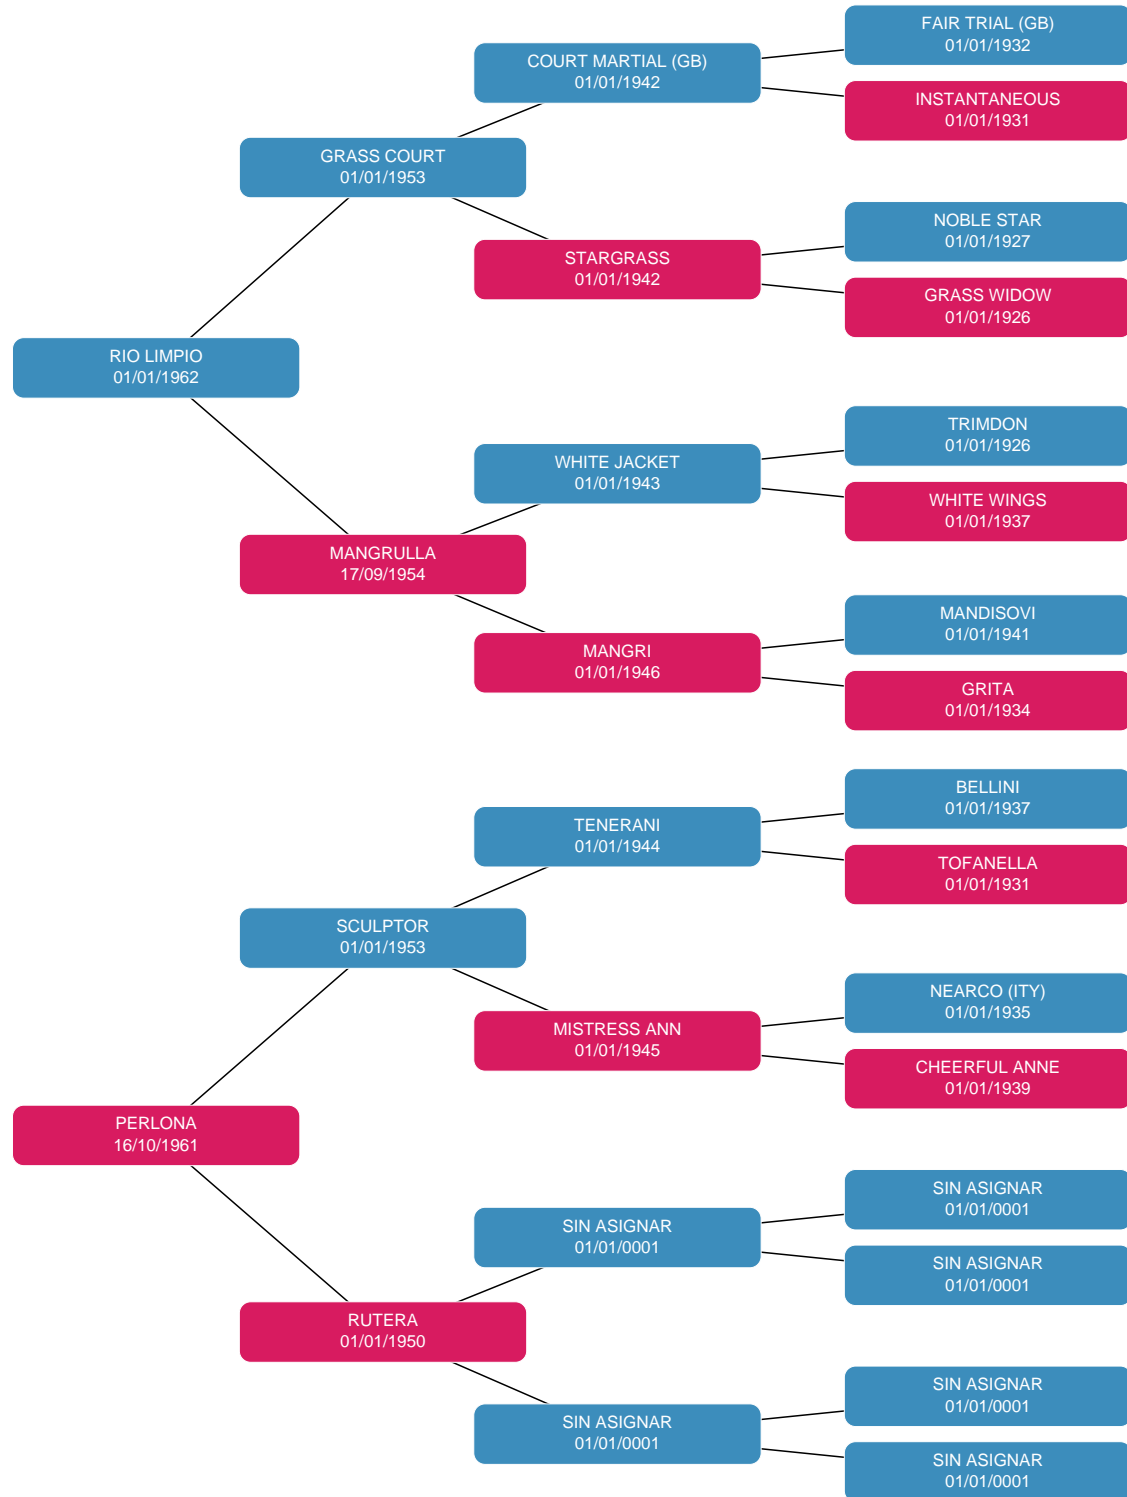 FAIR TRIAL (GB)
01/01/1932
COURT MARTIAL (GB)
01/01/1942
INSTANTANEOUS
01/01/1931
GRASS COURT
01/01/1953
NOBLE STAR
01/01/1927
STARGRASS
01/01/1942
GRASS WIDOW
01/01/1926
RIO LIMPIO
01/01/1962
TRIMDON
01/01/1926
WHITE JACKET
01/01/1943
WHITE WINGS
01/01/1937
MANGRULLA
17/09/1954
MANDISOVI
01/01/1941
MANGRI
01/01/1946
GRITA
01/01/1934
BELLINI
01/01/1937
TENERANI
01/01/1944
TOFANELLA
01/01/1931
SCULPTOR
01/01/1953
NEARCO (ITY)
01/01/1935
MISTRESS ANN
01/01/1945
CHEERFUL ANNE
01/01/1939
PERLONA
16/10/1961
SIN ASIGNAR
01/01/0001
SIN ASIGNAR
01/01/0001
SIN ASIGNAR
01/01/0001
RUTERA
01/01/1950
SIN ASIGNAR
01/01/0001
SIN ASIGNAR
01/01/0001
SIN ASIGNAR
01/01/0001